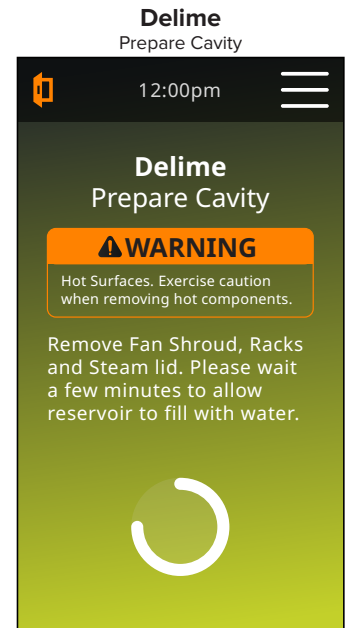 Delime
Prepare Cavity
12:00pm
Delime
Prepare Cavity
WARNING
Hot Surfaces. Exercise caution
when removing hot components.
Remove Fan Shroud, Racks
and Steam lid. Please wait
a few minutes to allow
reservoir to fill with water.